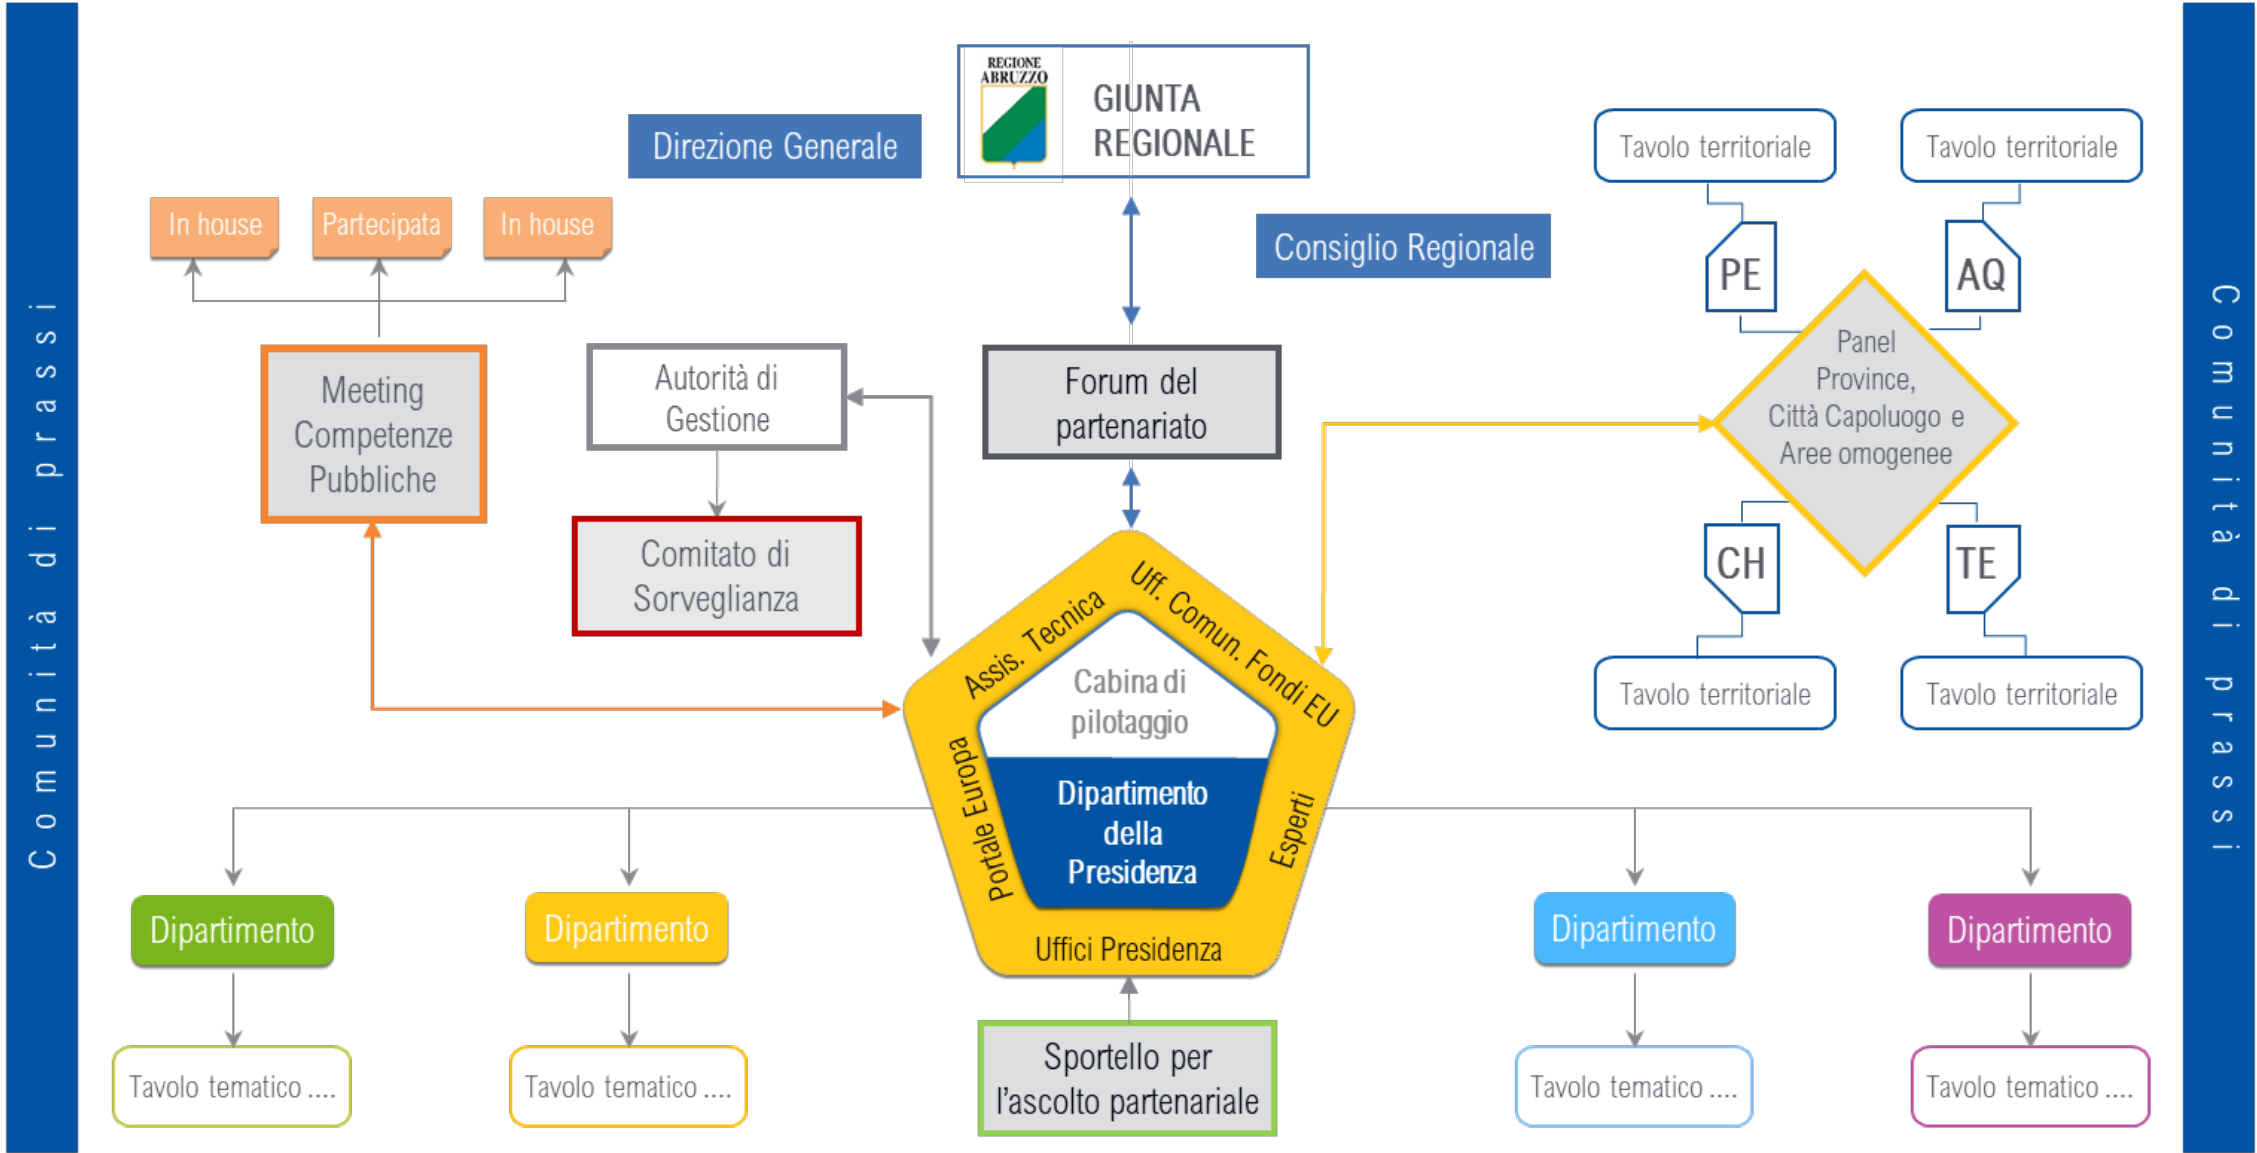 Comunità di prassi
REGIONE
ABRUZZO
GIUNTA
REGIONALE
Direzione Generale
Consiglio Regionale
In house
Partecipata
In house
Meeting
Competenze
Pubbliche
Autorità di
Gestione
Comitato di
Sorveglianza
Forum del
partenariato
Tavolo territoriale
Tavolo territoriale
PE
AQ
Panel
Province,
Città Capoluogo e
Aree omogenee
CH
TE
Tavolo territoriale
Tavolo territoriale
Assis. Tecnica
Uff. Comun. Fondi EU
Portale Europa
Esperti
Uffici Presidenza
Cabina di
pilotaggio
Dipartimento
della
Presidenza
Dipartimento
Dipartimento
Dipartimento
Dipartimento
Tavolo tematico ....
Tavolo tematico ....
Sportello per
l'ascolto partenariale
Tavolo tematico ....
Tavolo tematico ....
Comunità di prassi